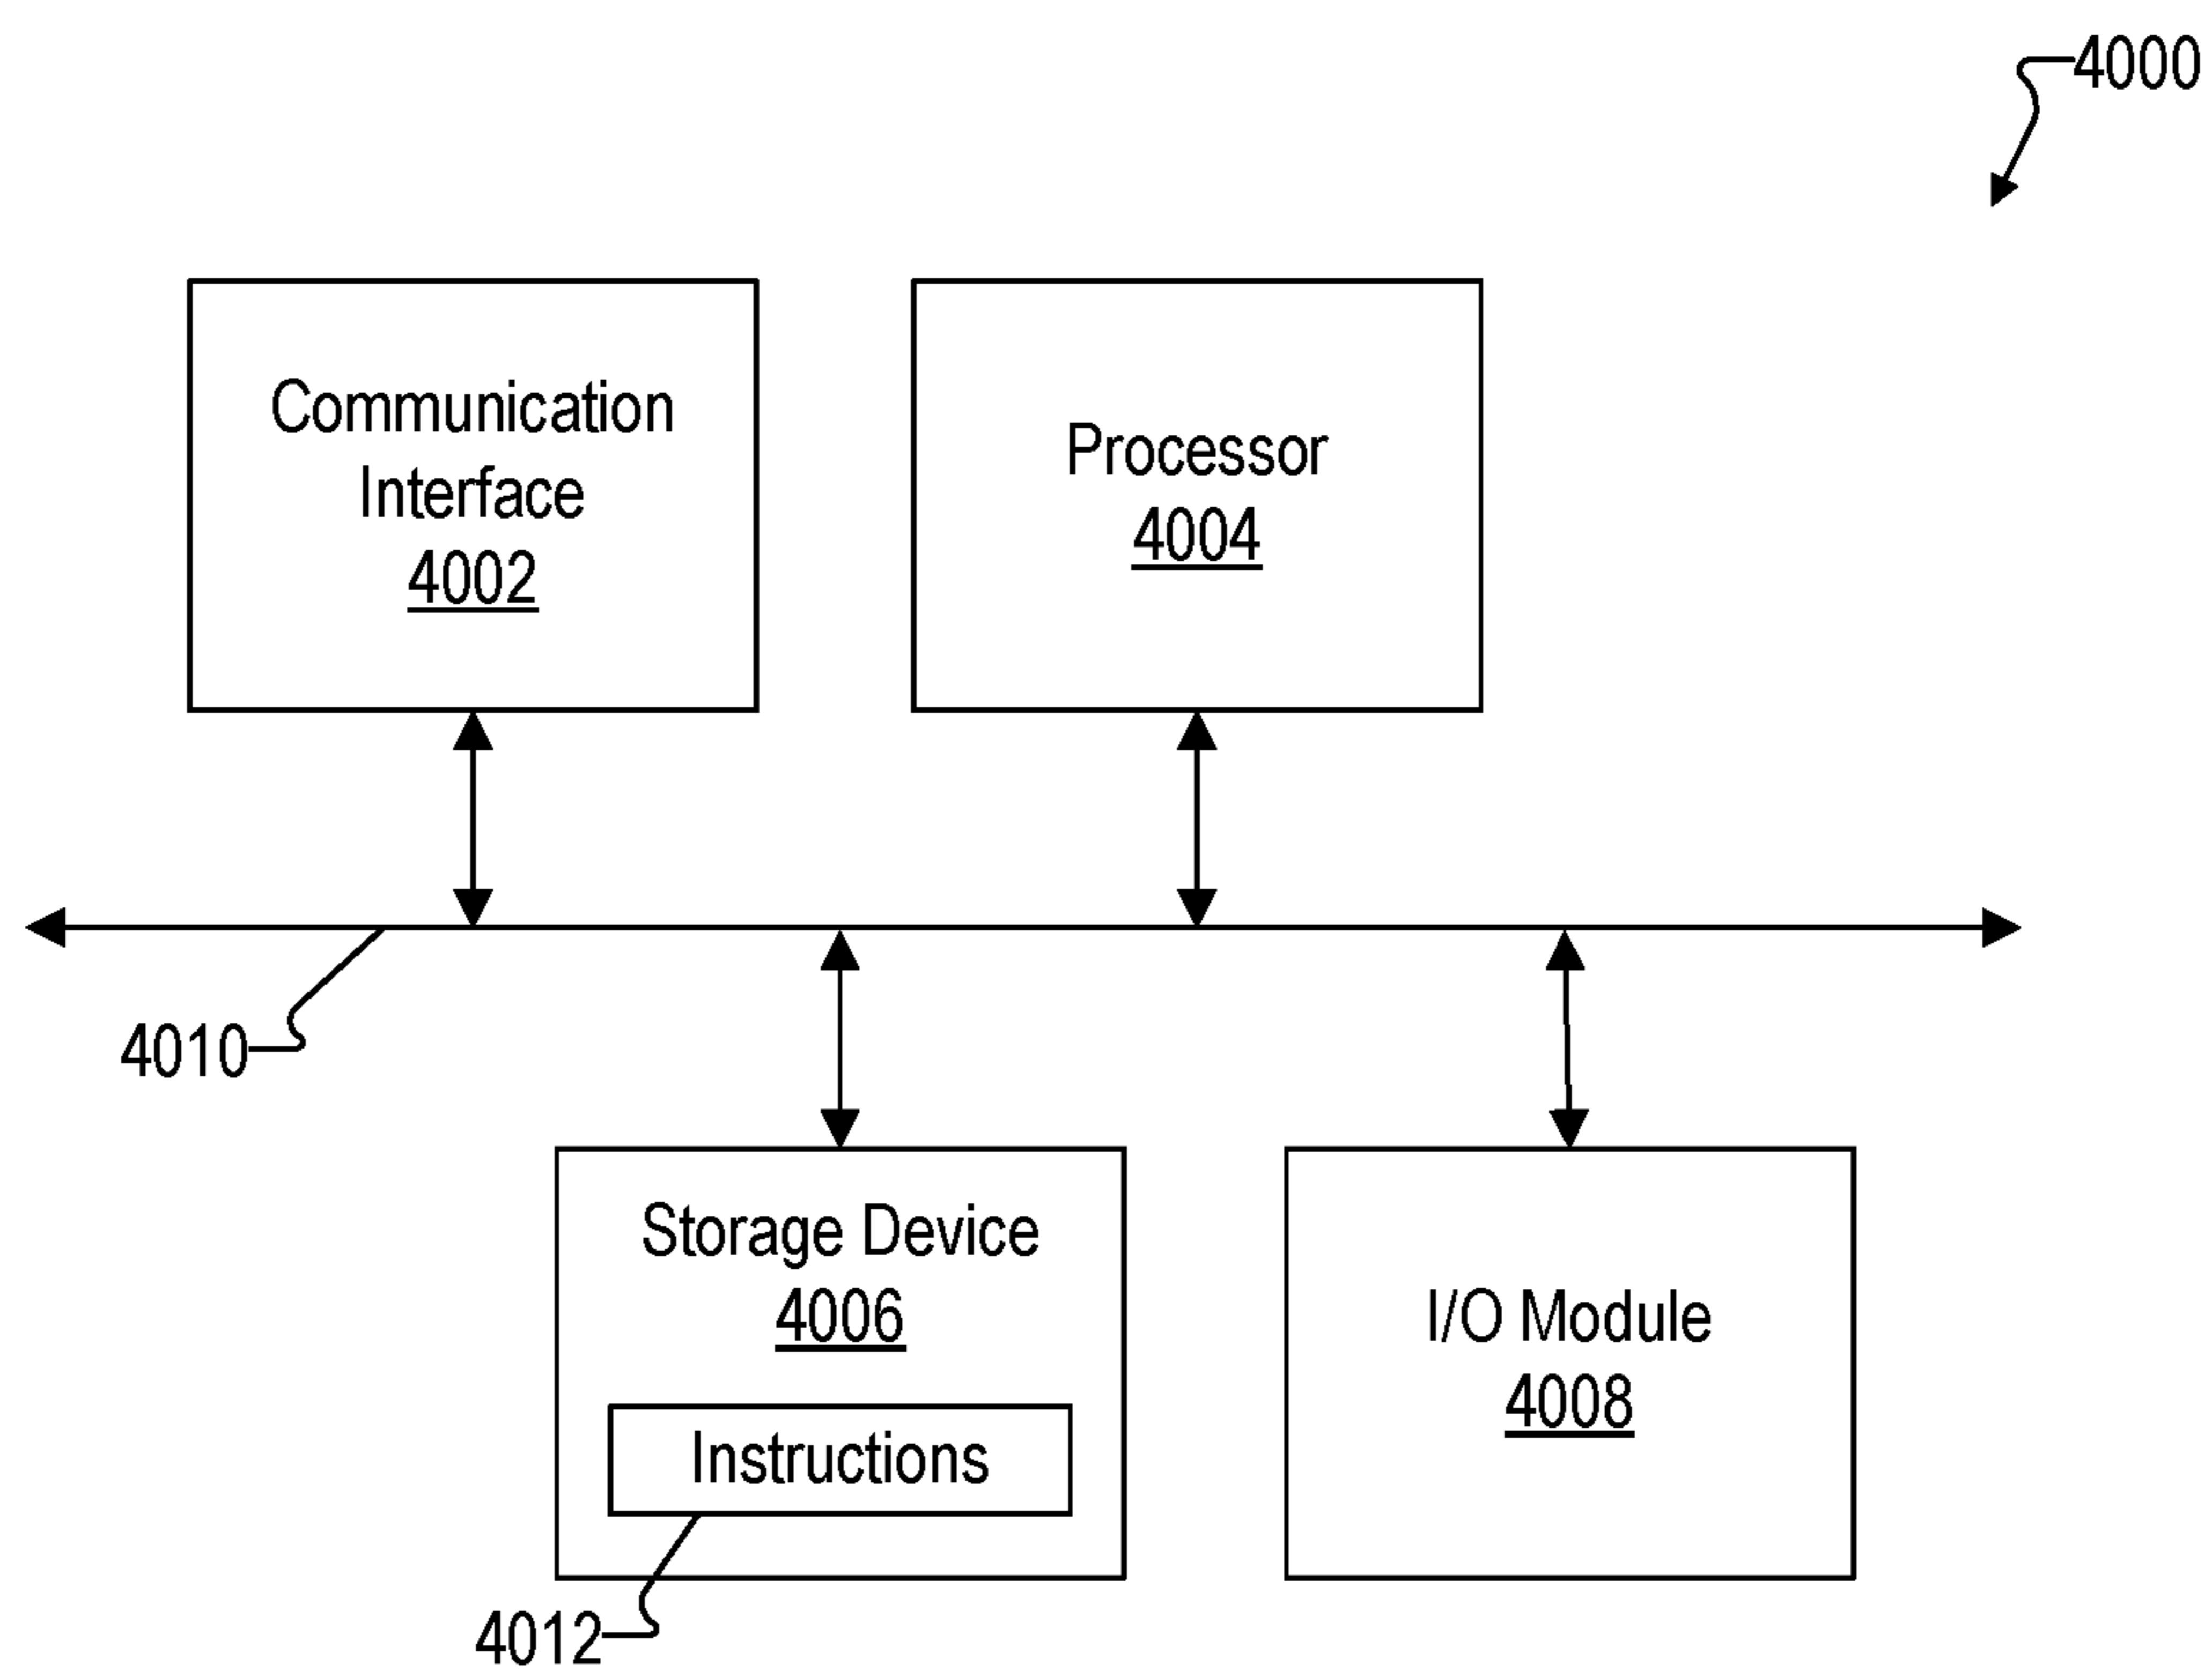 4000
Communication
Interface
4002
Processor
4004
4010
Storage Device
4006
Instructions
4012
I/O Module
4008